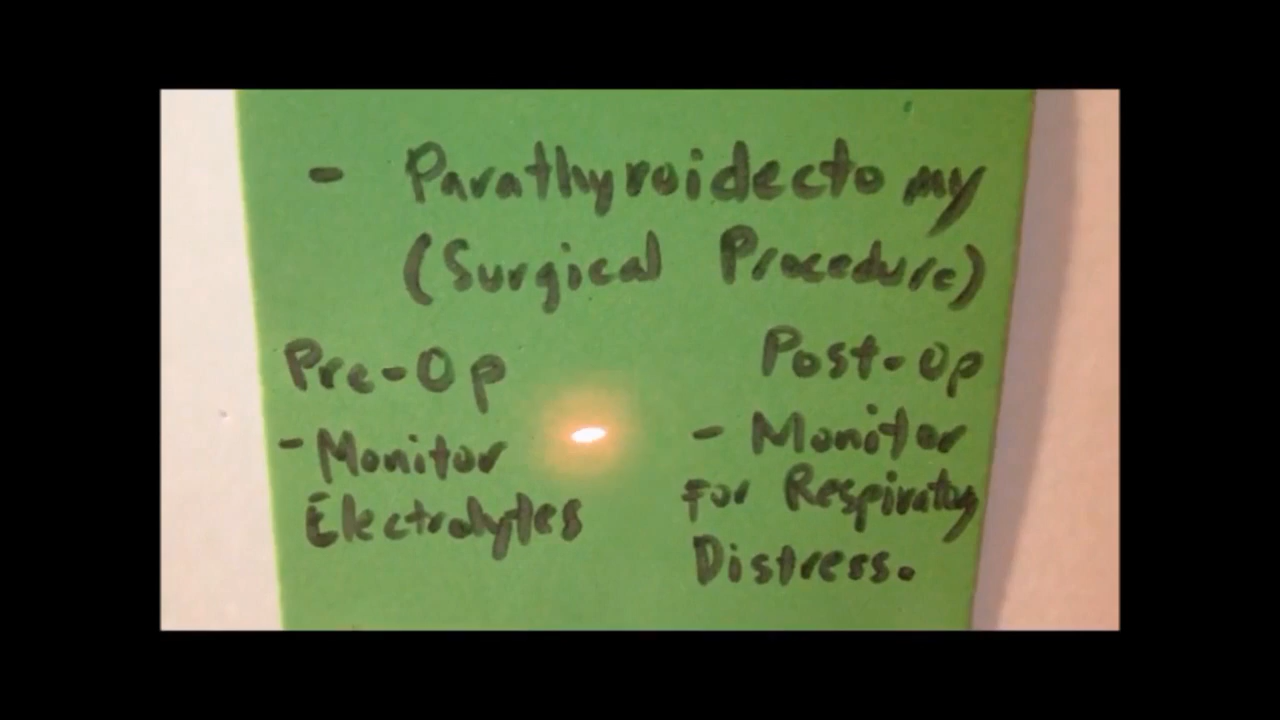 - Parathyroidectomy
(Surgical Procedure)
Pre-Op
- Monitor
Electrolytes
Post-Op
- Monitor
For Respiratory
Distress.